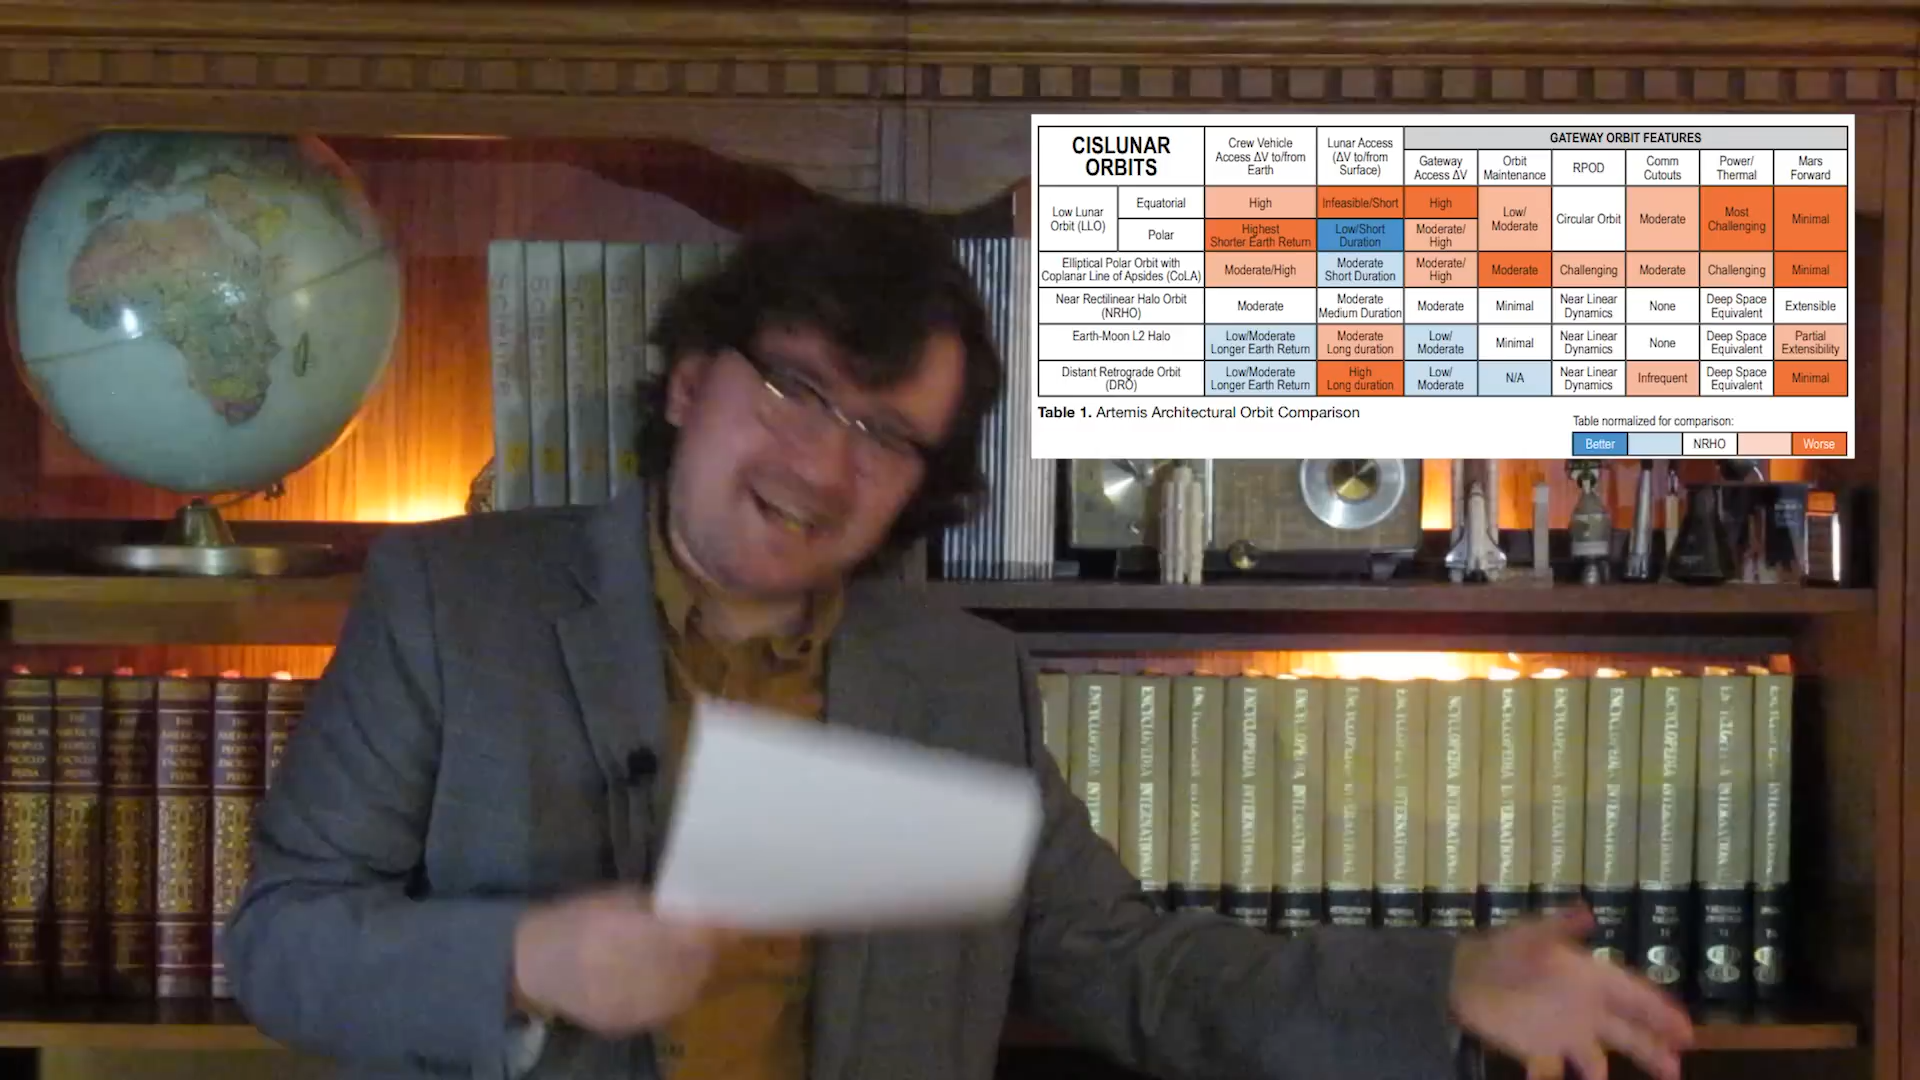 CISLUNAR
ORBITS
Crew Vehicle
Access ΔV to/from
Earth
Lunar Access
(ΔV to/from
Surface)
GATEWAY ORBIT FEATURES
Gateway
Access ΔV
Orbit
Maintenance
RPOD
Comm
Cutouts
Power/
Thermal
Mars
Forward
Low Lunar
Orbit (LLO)
Equatorial
High
Infeasible/Short
High
Low/
Moderate
Circular Orbit
Moderate
Most
Challenging
Minimal
Polar
Highest
Shorter Earth Return
Low/Short
Duration
Moderate/
High
Elliptical Polar Orbit with
Coplanar Line of Apsides (CoLA)
Moderate/High
Moderate
Short Duration
Moderate/
High
Moderate
Challenging
Moderate
Challenging
Minimal
Near Rectilinear Halo Orbit
(NRHO)
Moderate
Moderate
Medium Duration
Moderate
Minimal
Near Linear
Dynamics
None
Deep Space
Equivalent
Extensible
Earth-Moon L2 Halo
Low/Moderate
Longer Earth Return
Moderate
Long duration
Low/
Moderate
Minimal
Near Linear
Dynamics
None
Deep Space
Equivalent
Partial
Extensibility
Distant Retrograde Orbit
(DRO)
Low/Moderate
Longer Earth Return
High
Long duration
Low/
Moderate
N/A
Near Linear
Dynamics
Infrequent
Deep Space
Equivalent
Minimal
Table 1. Artemis Architectural Orbit Comparison
Table normalized for comparison:
Better
NRHO
Worse
Science
THE
AMERICAN
PEOPLES
ENCYCLO
PEDIA
ENCYCLOPEDIA INTERNATIONAL